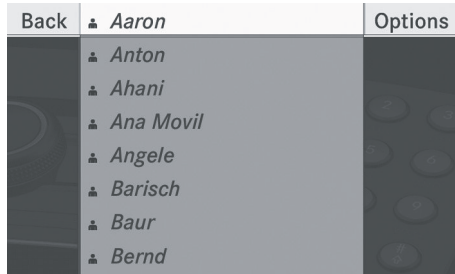 Back Aaron Options
Anton
Ahani
Ana Movil
Angele
Barisch
Baur
Bernd